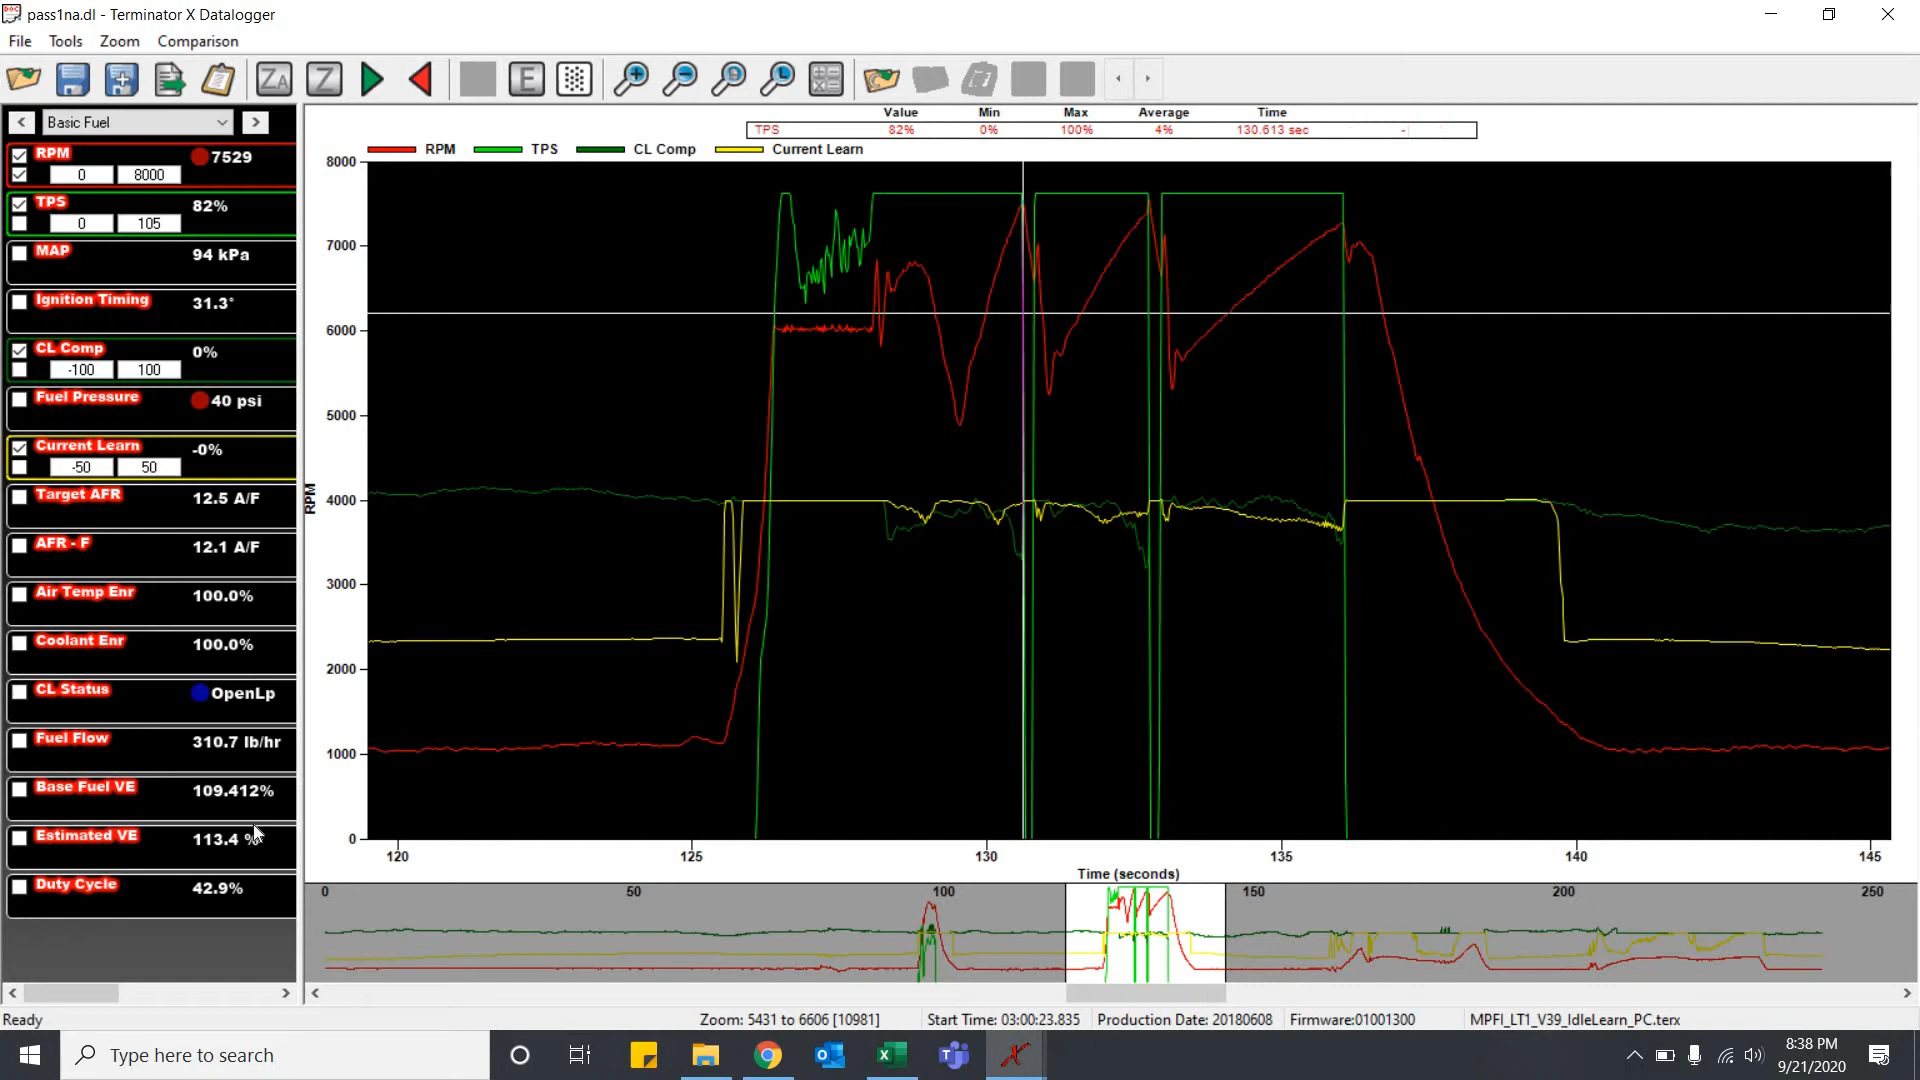 pass1na.dl - Terminator X Datalogger
File Tools Zoom Comparison
ZA Z E
Basic Fuel
Value Min Max Average Time
TPS 82% 0% 100% 4% 130.613 sec -
RPM TPS CL Comp Current Learn
RPM 7529
0 8000
TPS 82%
0 105
MAP 94 kPa
Ignition Timing 31.3°
CL Comp 0%
-100 100
Fuel Pressure 40 psi
Current Learn -0%
-50 50
Target AFR 12.5 A/F
AFR - F 12.1 A/F
Air Temp Enr 100.0%
Coolant Enr 100.0%
CL Status OpenLp
Fuel Flow 310.7 lb/hr
Base Fuel VE 109.412%
Estimated VE 113.4 %
Duty Cycle 42.9%
8000
7000
6000
5000
4000
3000
2000
1000
0
RPM
120 125 130 135 140 145
Time (seconds)
0 50 100 150 200 250
Ready Zoom: 5431 to 6606 [10981] Start Time: 03:00:23.835 Production Date: 20180608 Firmware:01001300 MPFI_LT1_V39_IdleLearn_PC.terx
Type here to search
8:38 PM
9/21/2020